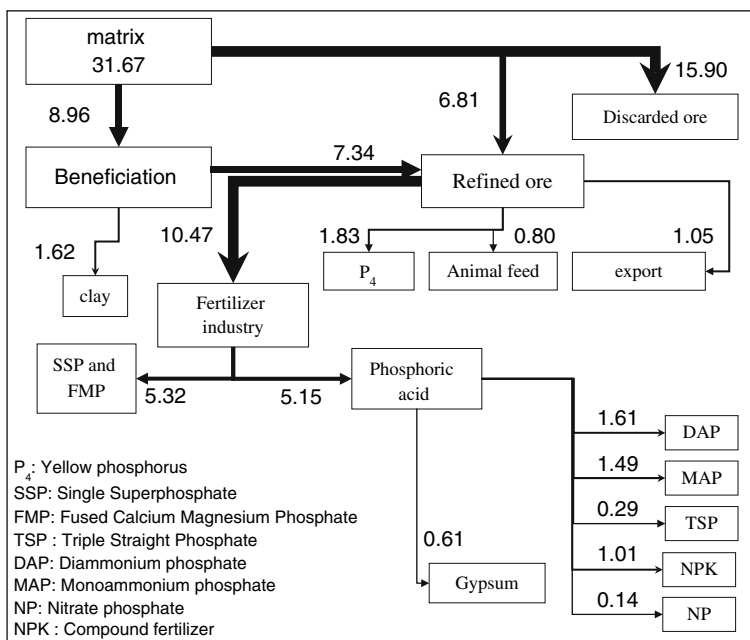 matrix
31.67
15.90
8.96
6.81
Discarded ore
7.34
Beneficiation
Refined ore
1.62
10.47
1.83
0.80
1.05
P4
Animal feed
export
clay
Fertilizer
industry
SSP and
FMP
5.32
5.15
Phosphoric
acid
1.61
DAP
1.49
MAP
0.29
TSP
1.01
NPK
0.14
NP
0.61
Gypsum
P4: Yellow phosphorus
SSP: Single Superphosphate
FMP: Fused Calcium Magnesium Phosphate
TSP : Triple Straight Phosphate
DAP: Diammonium phosphate
MAP: Monoammonium phosphate
NP: Nitrate phosphate
NPK : Compound fertilizer